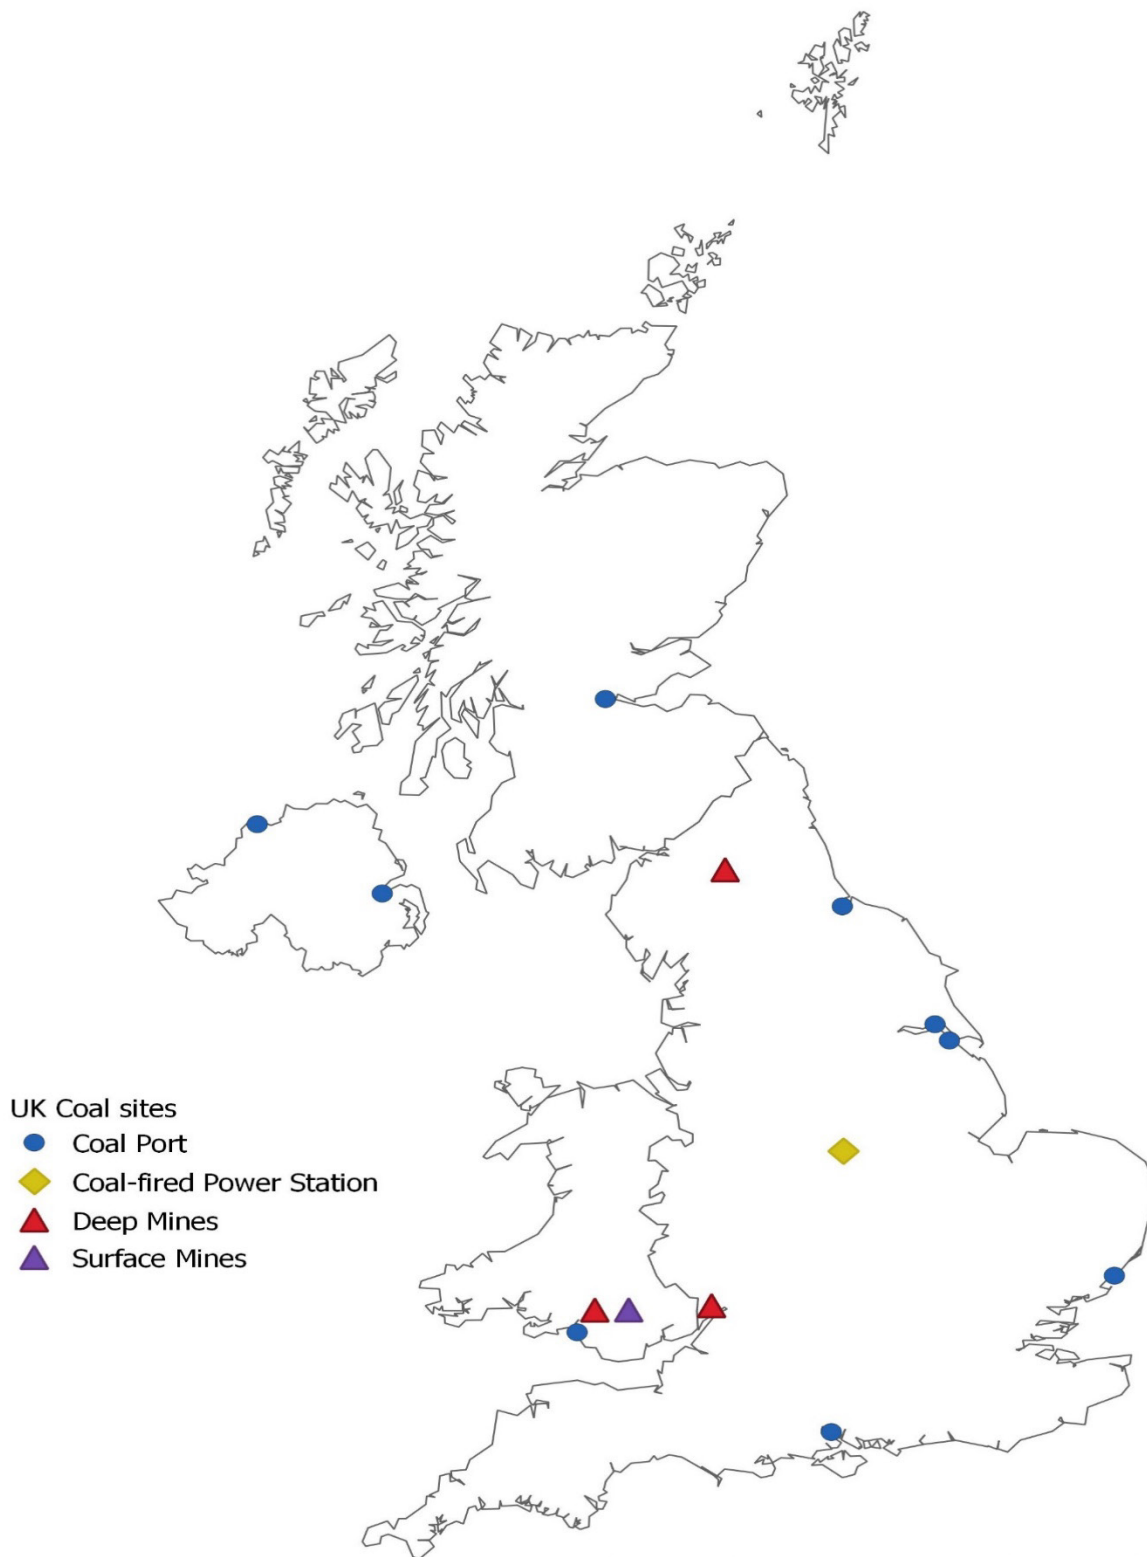 UK Coal sites
Coal Port
Coal-fired Power Station
Deep Mines
Surface Mines